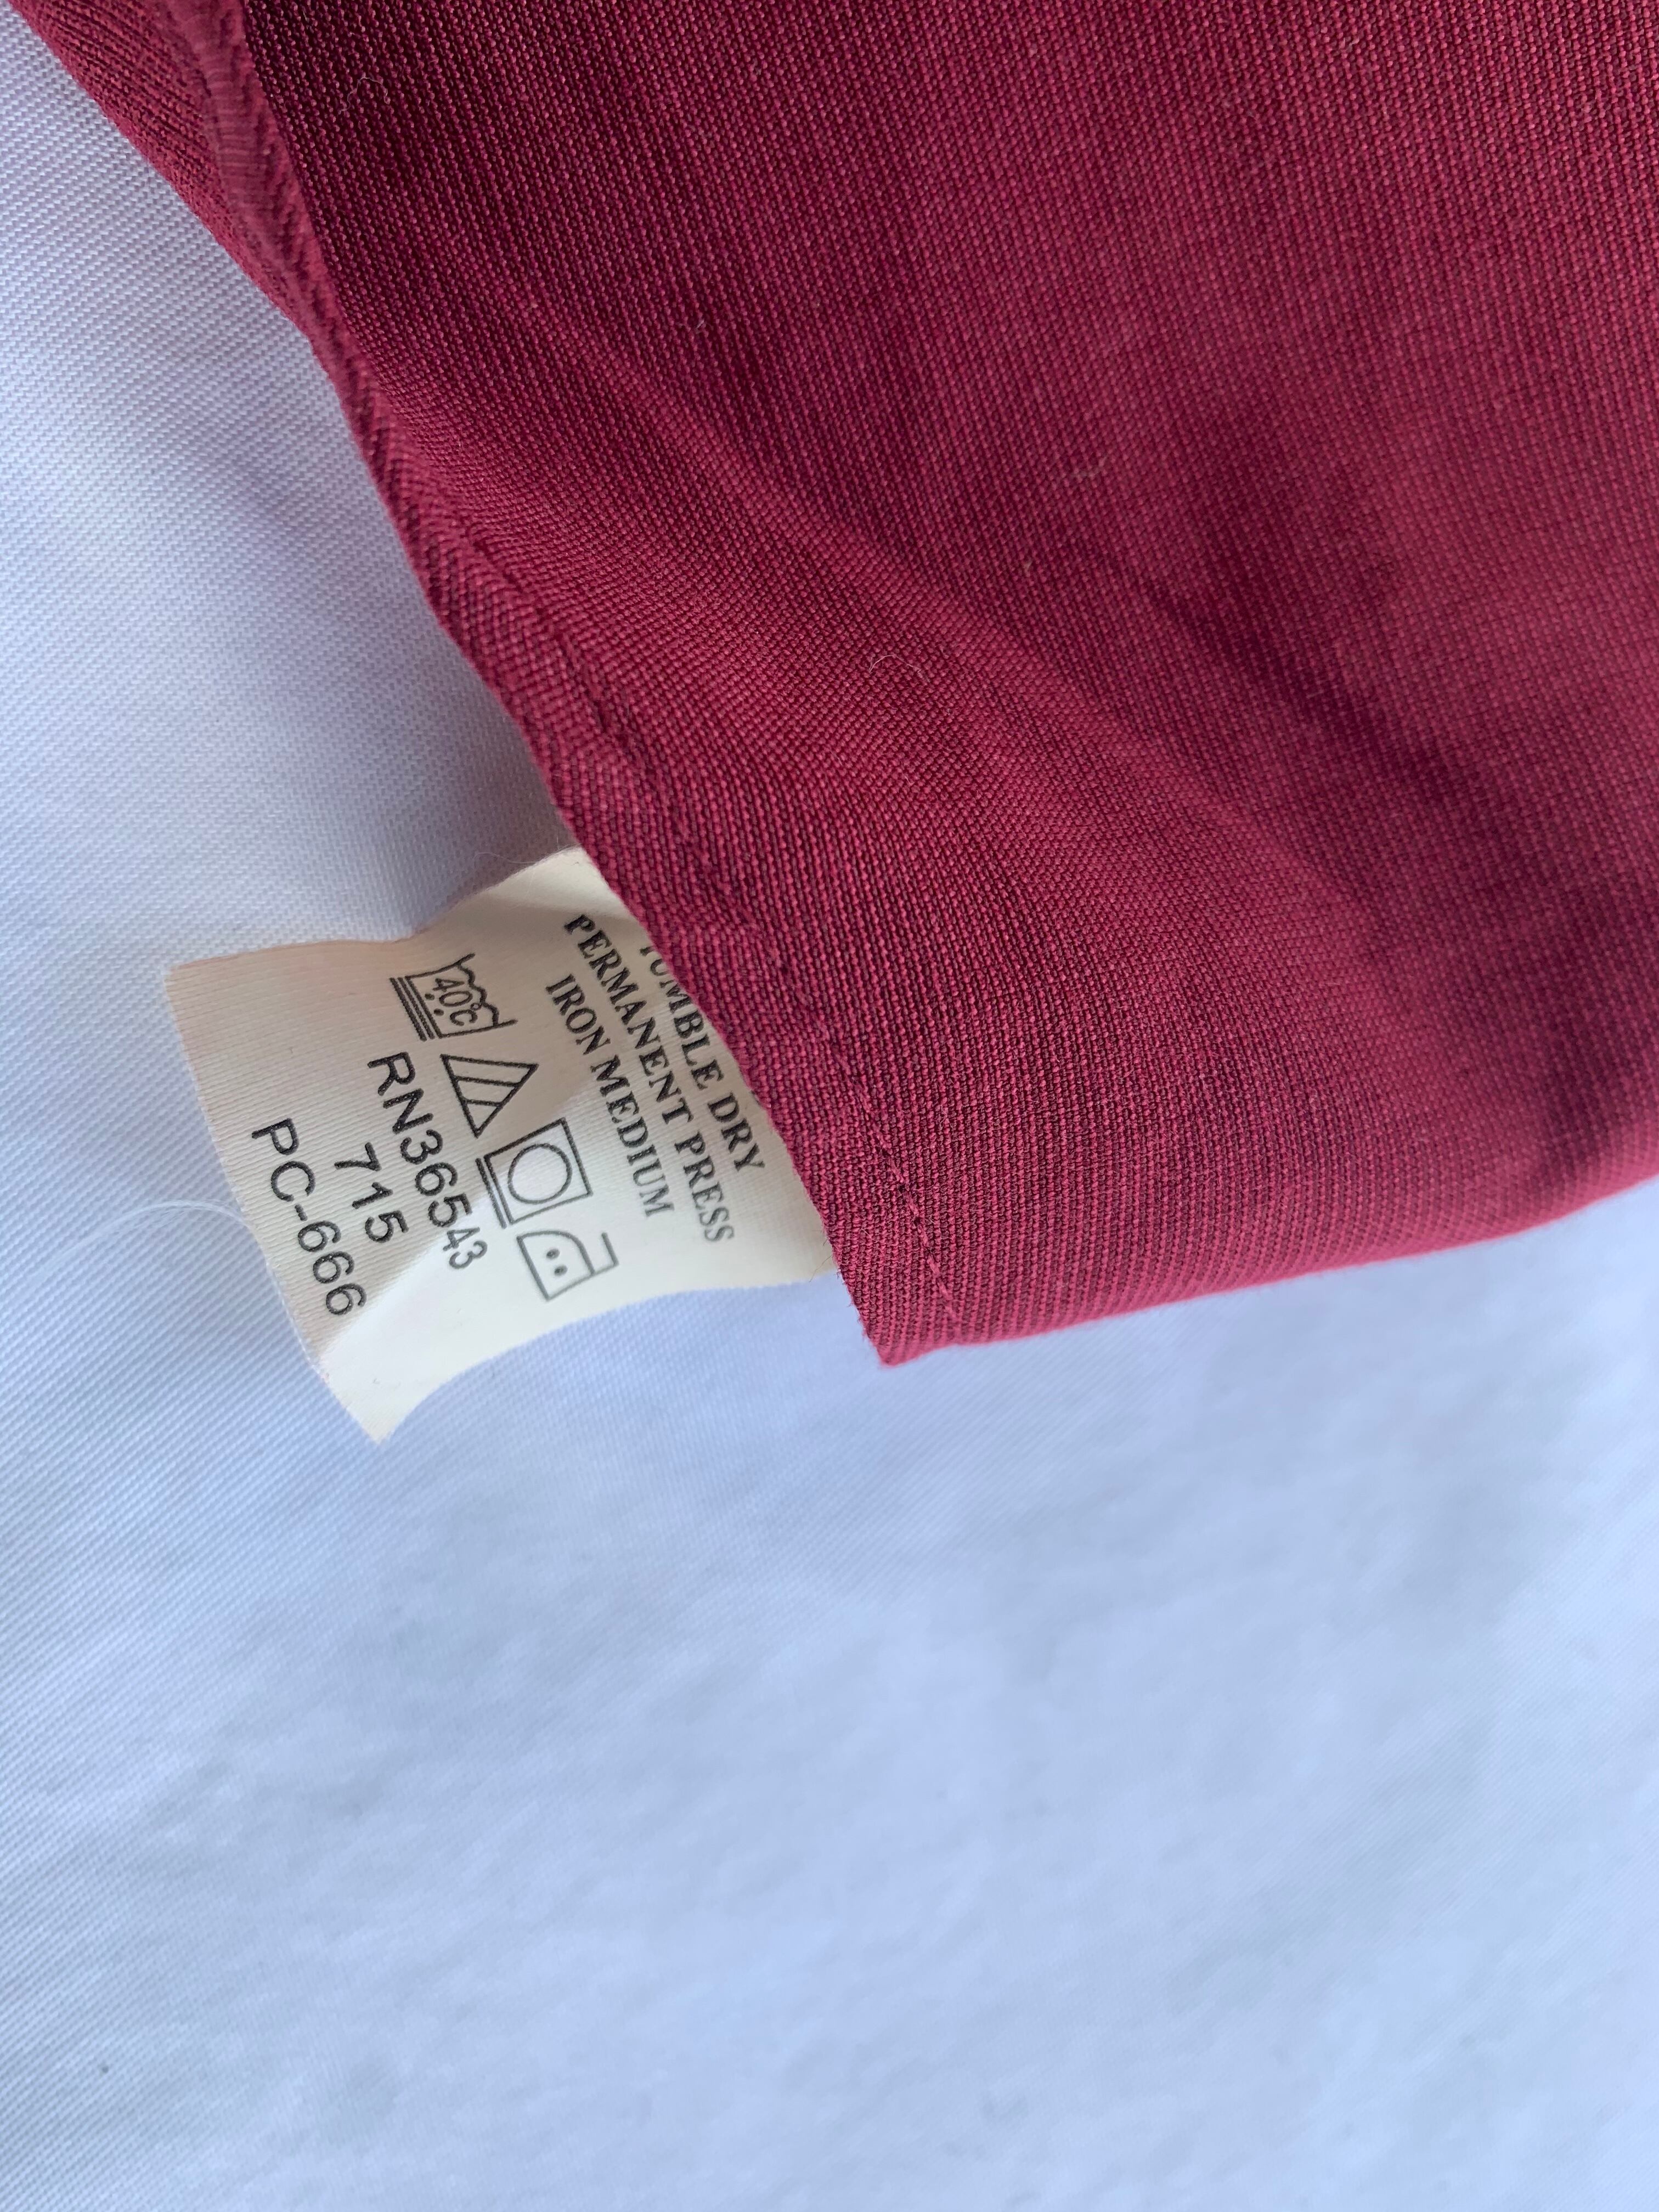 TUMBLE DRY
PERMANENT PRESS
IRON MEDIUM
40°C
RN36543
715
PC-666